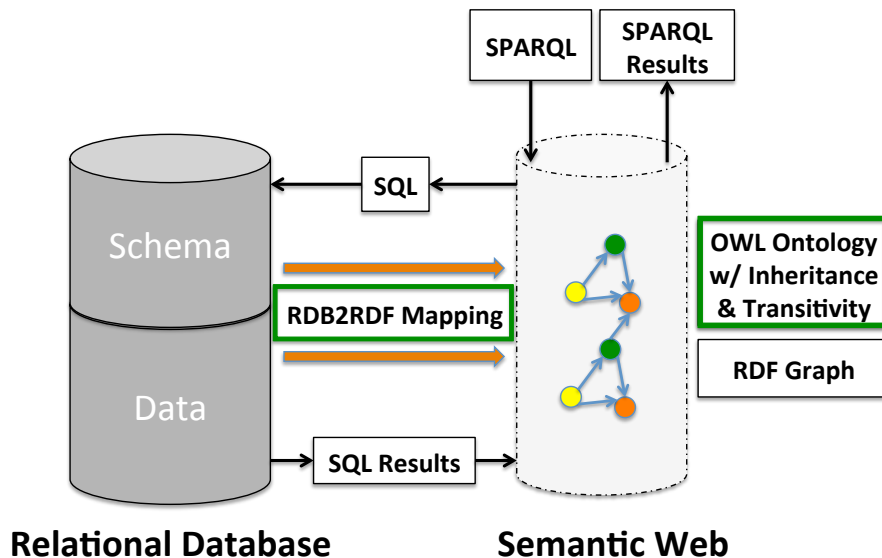 SPARQL
SPARQL
Results
SQL
Schema
OWL Ontology
w/ Inheritance
& Transitivity
RDB2RDF Mapping
RDF Graph
Data
SQL Results
Relational Database
Semantic Web